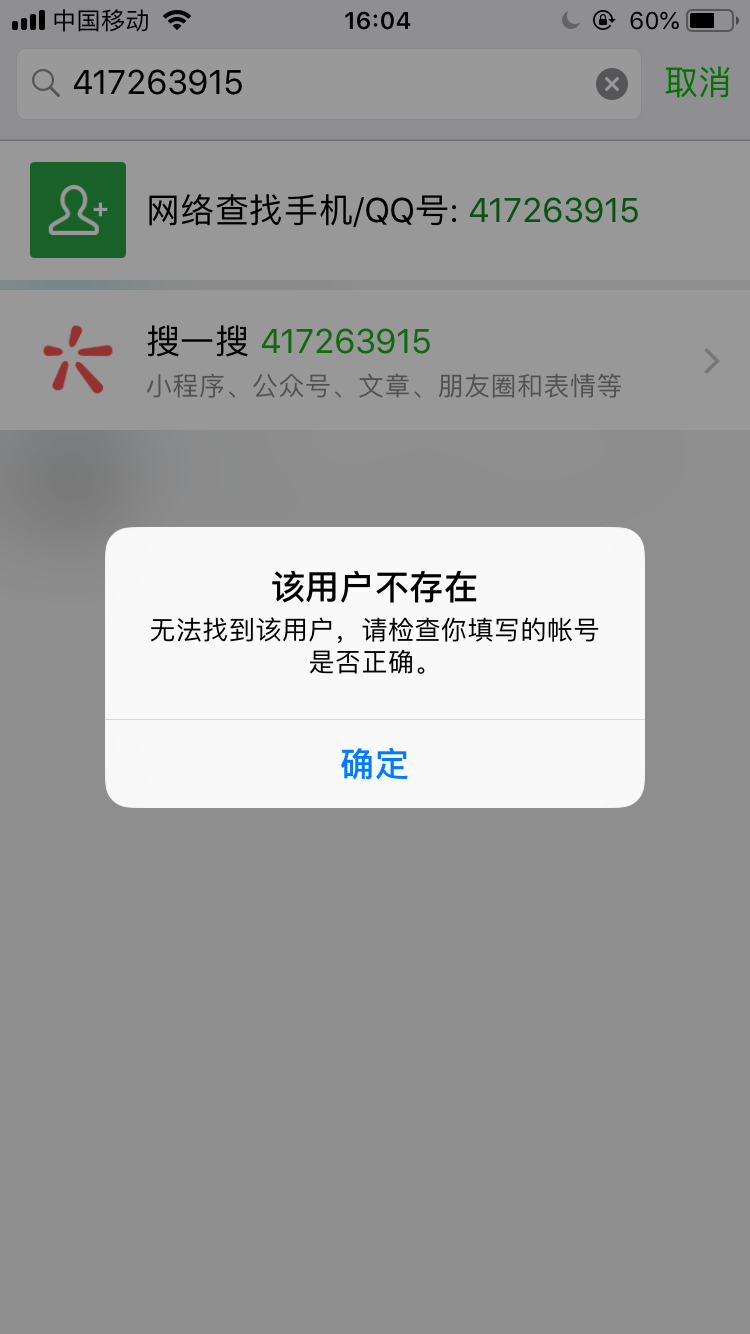 中国移动 16:04 60%
417263915 取消
网络查找手机/QQ号: 417263915
搜一搜 417263915
小程序、公众号、文章、朋友圈和表情等
该用户不存在
无法找到该用户，请检查你填写的帐号
是否正确。
确定